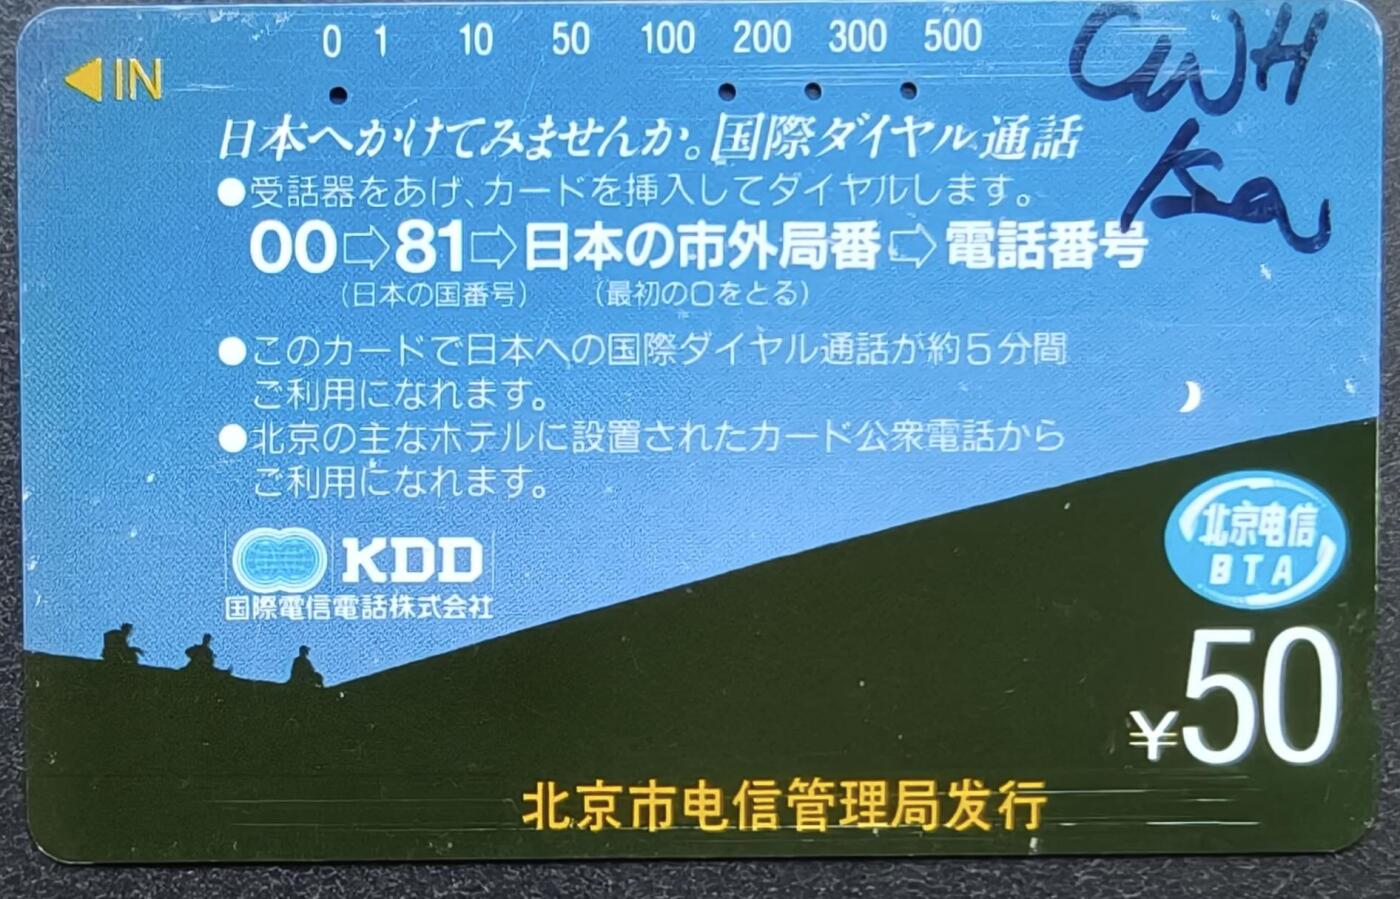 0 1 10 50 100 200 300 500
◀IN
CWH
日本へかけてみませんか。国際ダイヤル通話
●受話器をあげ、カードを挿入してダイヤルします。
00⇨81⇨日本の市外局番⇨電話番号
(日本の国番号) (最初の0をとる)
●このカードで日本への国際ダイヤル通話が約5分間
ご利用になれます。
●北京の主なホテルに設置されたカード公衆電話から
ご利用になれます。
KDD
国際電信電話株式会社
北京电信
BTA
¥50
北京市电信管理局发行